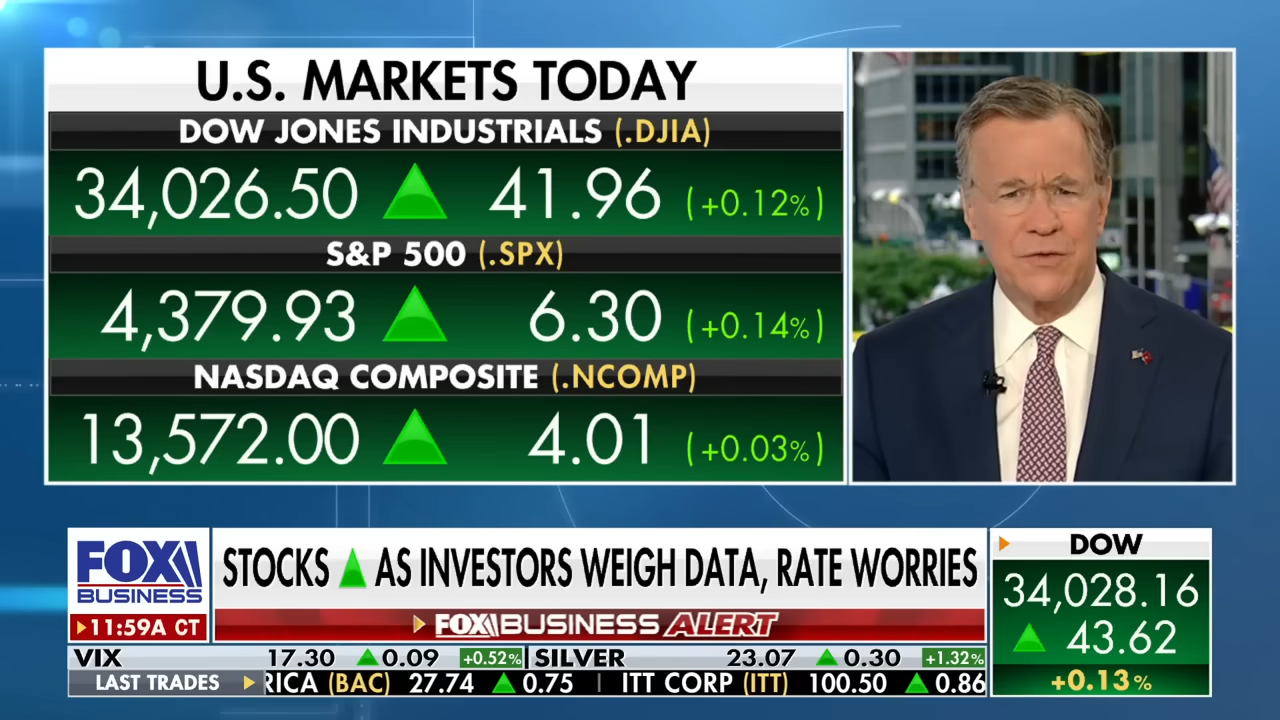 U.S. MARKETS TODAY
DOW JONES INDUSTRIALS (.DJIA)
34,026.50 ▲ 41.96 (+0.12%)
S&P 500 (.SPX)
4,379.93 ▲ 6.30 (+0.14%)
NASDAQ COMPOSITE (.NCOMP)
13,572.00 ▲ 4.01 (+0.03%)
FOX BUSINESS
11:59A CT
STOCKS ▲ AS INVESTORS WEIGH DATA, RATE WORRIES
FOX BUSINESS ALERT
DOW
34,028.16
▲ 43.62
+0.13%
VIX 17.30 ▲ 0.09 +0.52% SILVER 23.07 ▲ 0.30 +1.32%
LAST TRADES RICA (BAC) 27.74 ▲ 0.75 | ITT CORP (ITT) 100.50 ▲ 0.86